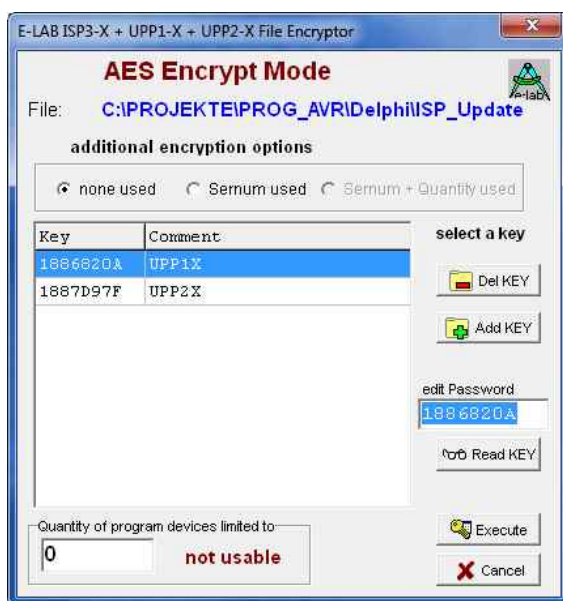 E-LAB ISP3-X + UPP1-X + UPP2-X File Encryptor
AES Encrypt Mode
e-lab
File: C:\PROJEKTE\PROG_AVR\Delphi\ISP_Update
additional encryption options
none used Sernum used Sernum + Quantity used
Key Comment select a key
1886820A UPP1X
1887D97F UPP2X
Del KEY
Add KEY
edit Password
1886820A
Read KEY
Quantity of program devices limited to
0 not usable
Execute
Cancel